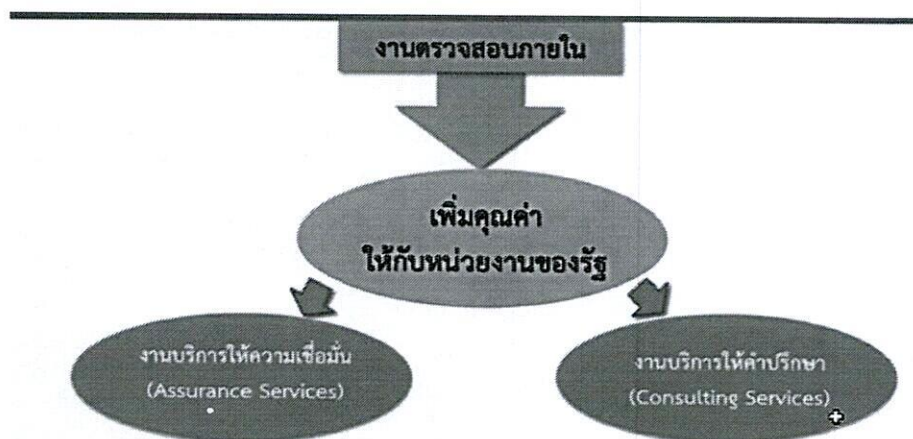 งานตรวจสอบภายใน
เพิ่มคุณค่า
ให้กับหน่วยงานของรัฐ
งานบริการให้ความเชื่อมั่น
(Assurance Services)
งานบริการให้คำปรึกษา
(Consulting Services)